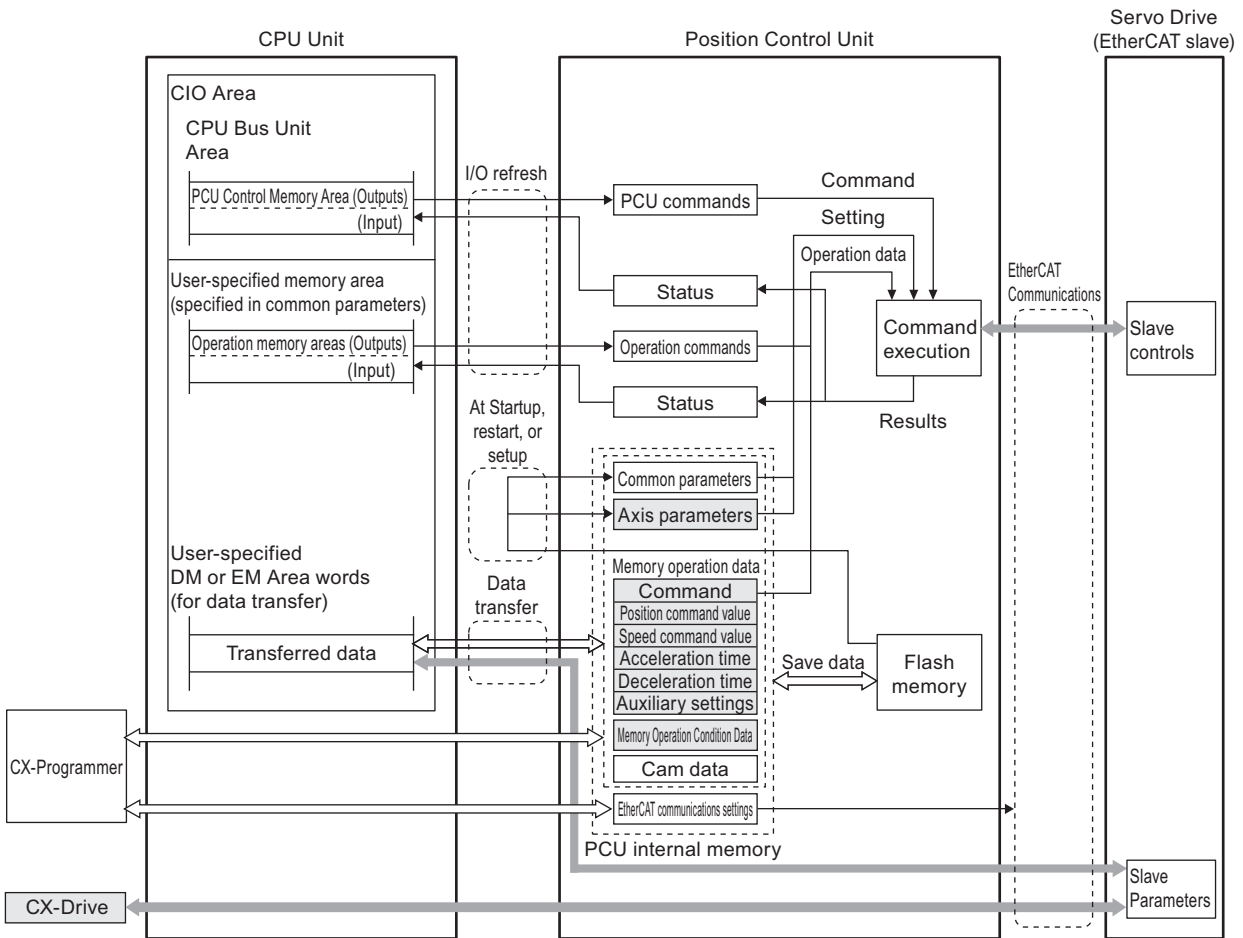 CPU Unit
Position Control Unit
Servo Drive
(EtherCAT slave)
CIO Area
CPU Bus Unit
Area
PCU Control Memory Area (Outputs)
(Input)
User-specified memory area
(specified in common parameters)
Operation memory areas (Outputs)
(Input)
User-specified
DM or EM Area words
(for data transfer)
Transferred data
I/O refresh
At Startup,
restart, or
setup
Data
transfer
PCU commands
Status
Operation commands
Status
Command
Setting
Operation data
Command
execution
Results
Common parameters
Axis parameters
Memory operation data
Command
Position command value
Speed command value
Acceleration time
Deceleration time
Auxiliary settings
Memory Operation Condition Data
Cam data
EtherCAT communications settings
PCU internal memory
Save data
Flash
memory
EtherCAT
Communications
Slave
controls
Slave
Parameters
CX-Programmer
CX-Drive